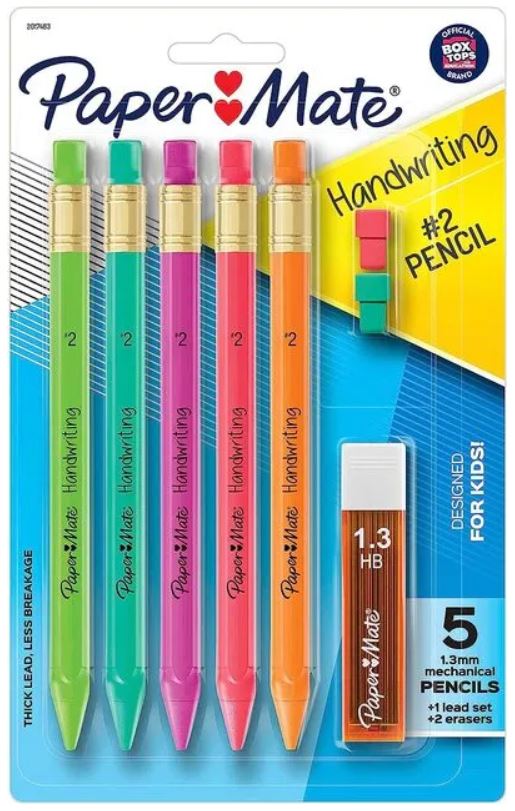 2017483
OFFICIAL
BOX
TOPS
FOR EDUCATION
BRAND
Paper Mate®
Handwriting
#2
PENCIL
#2 Handwriting Paper Mate
#2 Handwriting Paper Mate
#2 Handwriting Paper Mate
#2 Handwriting Paper Mate
#2 Handwriting Paper Mate
THICK LEAD, LESS BREAKAGE
DESIGNED
FOR KIDS!
1.3
HB
Paper Mate®
5
1.3mm
mechanical
PENCILS
+1 lead set
+2 erasers